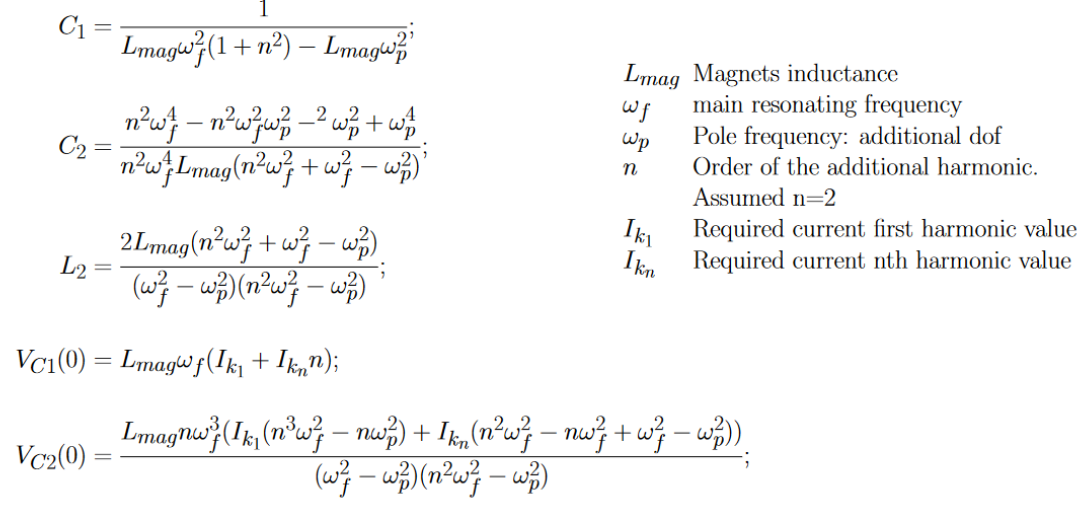 C_1 = \frac{1}{L_{mag}\omega_f^2(1 + n^2) - L_{mag}\omega_p^2};
C_2 = \frac{n^2\omega_f^4 - n^2\omega_f^2\omega_p^2 -^2 \omega_p^2 + \omega_p^4}{n^2\omega_f^4 L_{mag}(n^2\omega_f^2 + \omega_f^2 - \omega_p^2)};
L_2 = \frac{2L_{mag}(n^2\omega_f^2 + \omega_f^2 - \omega_p^2)}{(\omega_f^2 - \omega_p^2)(n^2\omega_f^2 - \omega_p^2)};
V_{C1}(0) = L_{mag}\omega_f(I_{k_1} + I_{k_n}n);
V_{C2}(0) = \frac{L_{mag}n\omega_f^3(I_{k_1}(n^3\omega_f^2 - n\omega_p^2) + I_{k_n}(n^2\omega_f^2 - n\omega_f^2 + \omega_f^2 - \omega_p^2))}{(\omega_f^2 - \omega_p^2)(n^2\omega_f^2 - \omega_p^2)};
L_{mag} Magnets inductance
\omega_f main resonating frequency
\omega_p Pole frequency: additional dof
n Order of the additional harmonic.
Assumed n=2
I_{k_1} Required current first harmonic value
I_{k_n} Required current nth harmonic value